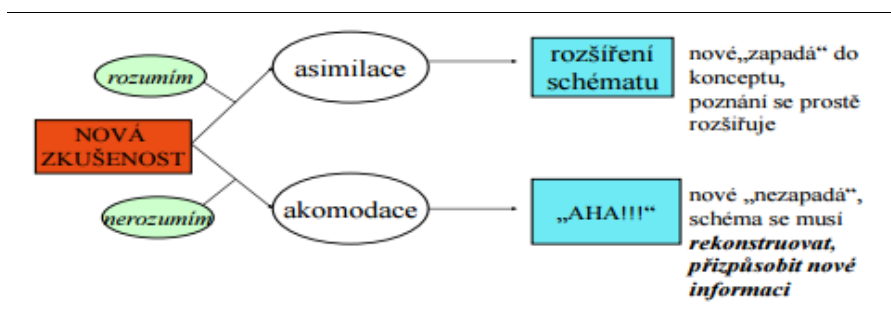 rozumím
asimilace
rozšíření
schématu
nové„zapadá“ do
konceptu,
poznání se prostě
rozšiřuje
NOVÁ
ZKUŠENOST
nerozumím
akomodace
„AHA!!!“
nové „nezapadá“,
schéma se musí
rekonstruovat,
přizpůsobit nové
informaci